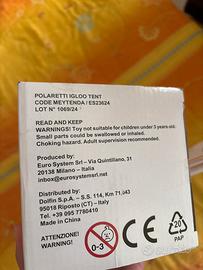 POLARETTI IGLOO TENT
CODE MEYTENDA / ES23624
LOT N° 1069/24
READ AND KEEP
WARNINGS! Toy not suitable for children under 3 years old.
Small parts could be swallowed or inhaled.
Choking hazard. Adult supervision recommended.
Produced by:
Euro System Srl – Via Quintiliano, 31
20138 Milano – Italy
inbox@eurosystemsrl.net
Distributed by:
Dolfin S.p.A. – S.S. 114, Km 71,043
95018 Riposto (CT) – Italy
Tel. +39 095 7780410
Made in China
ATTENZIONE!
WARNING!
0-3
CE
20
PAP